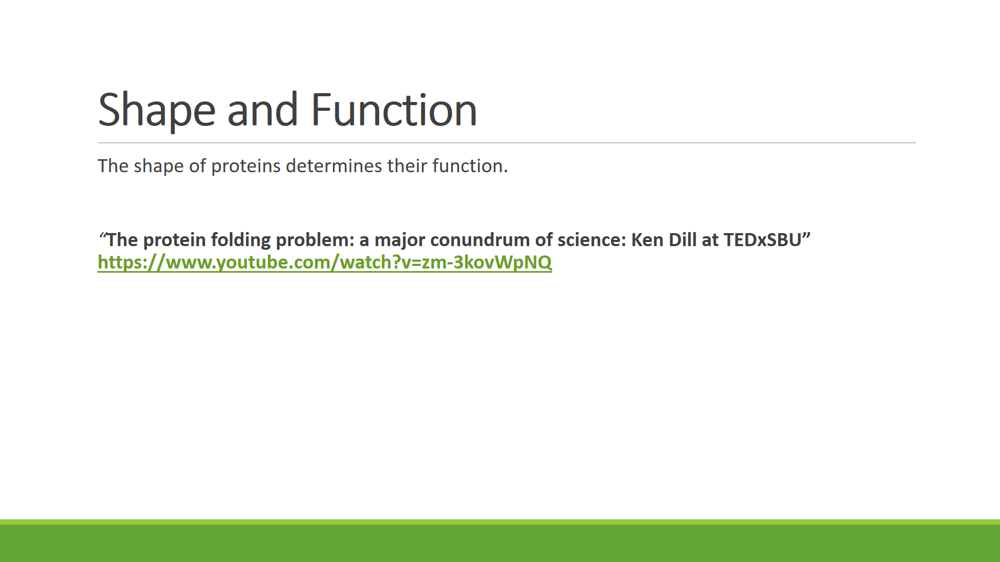 Shape and Function
The shape of proteins determines their function.
“The protein folding problem: a major conundrum of science: Ken Dill at TEDxSBU”
https://www.youtube.com/watch?v=zm-3kovWpNQ